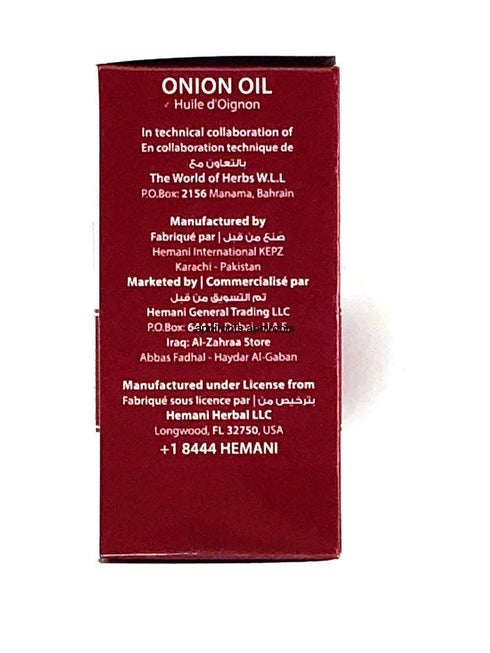 ONION OIL
Huile d'Oignon
In technical collaboration of
En collaboration technique de
بالتعاون مع
The World of Herbs W.L.L
P.O.Box: 2156 Manama, Bahrain
Manufactured by
Fabriqué par | صَنعَ من قبل
Hemani International KEPZ
Karachi - Pakistan
Marketed by | Commercialisé par
تم التسويق من قبل
Hemani General Trading LLC
P.O.Box: Dubai - U.A.E.
Iraq: Al-Zahraa Store
Abbas Fadhal - Haydar Al-Gaban
Manufactured under License from
Fabriqué sous licence par | بترخيص من
Hemani Herbal LLC
Longwood, FL 32750, USA
+1 8444 HEMANI